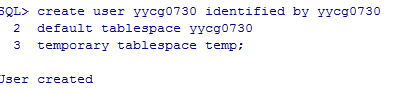 SQL> create user yycg0730 identified by yycg0730
2 default tablespace yycg0730
3 temporary tablespace temp;
User created